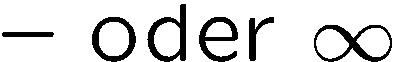 – oder ∞